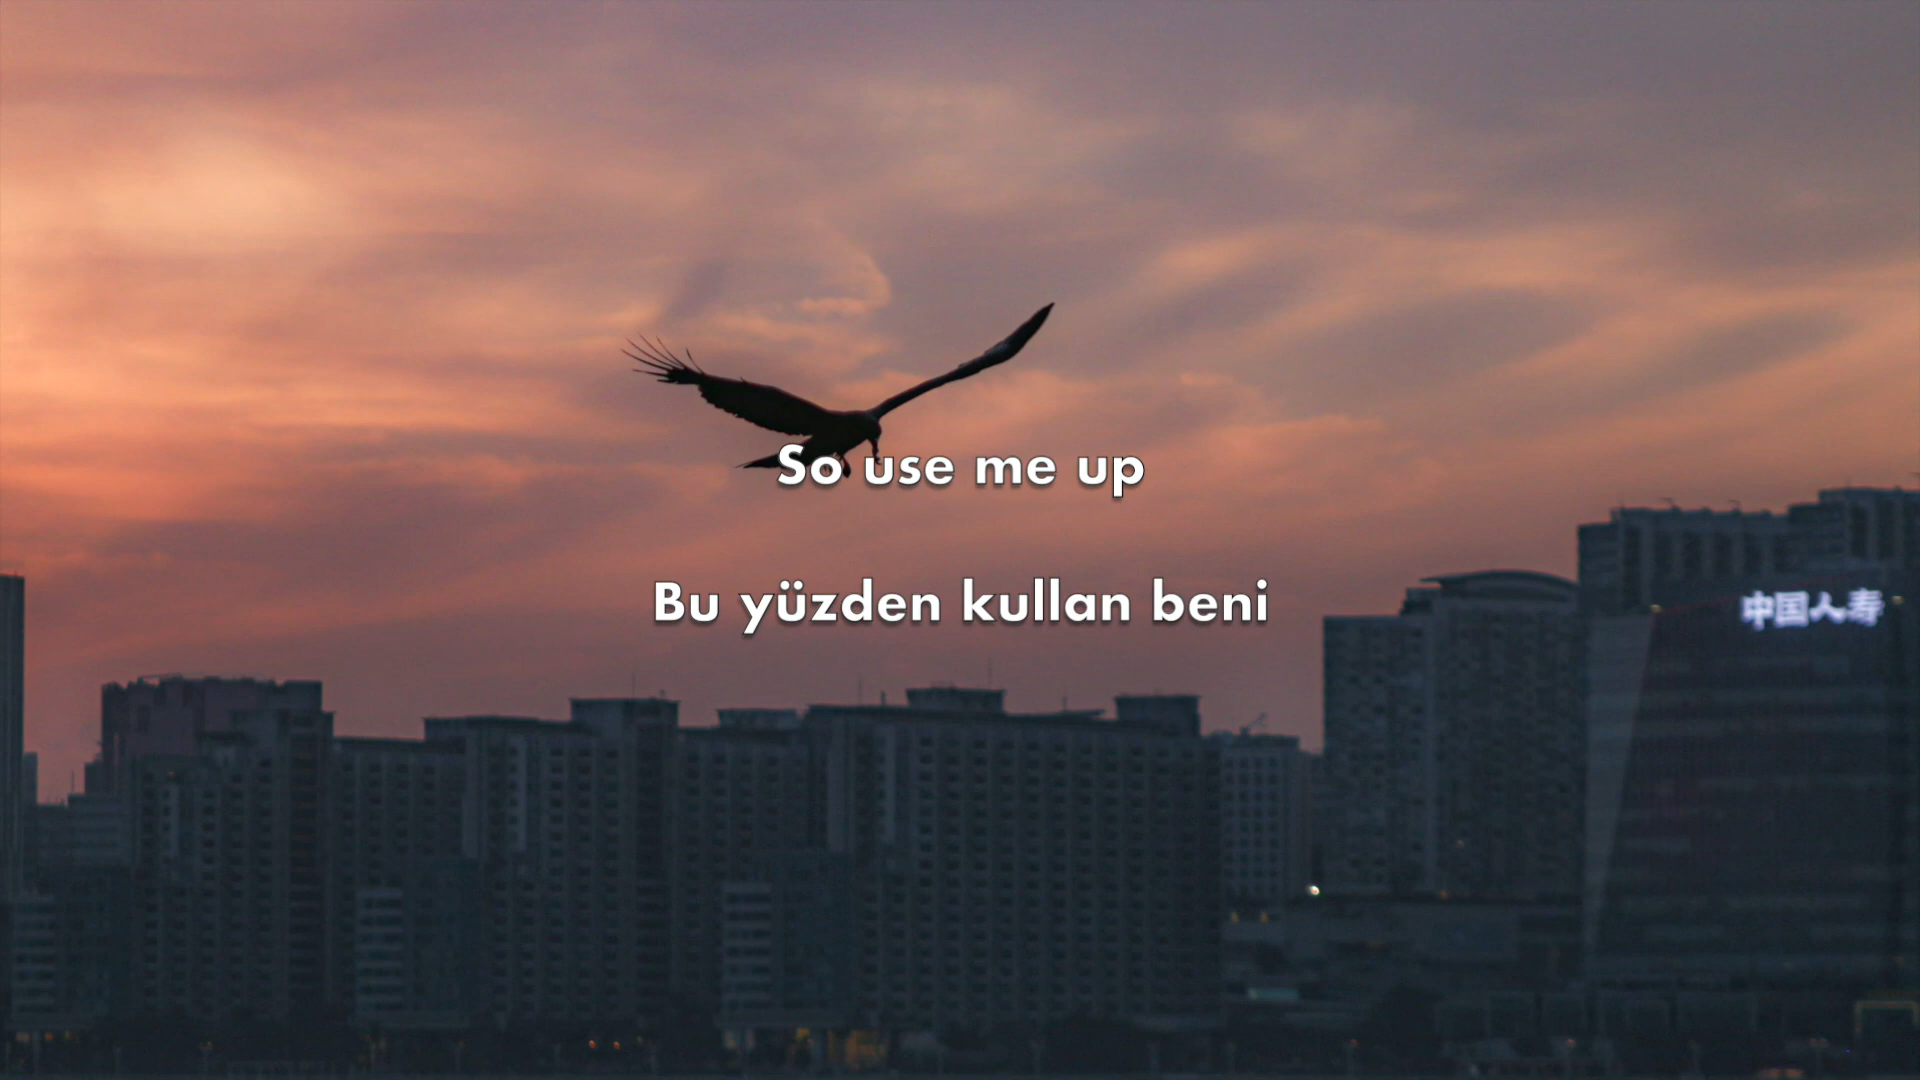 So use me up
Bu yüzden kullan beni
中国人寿